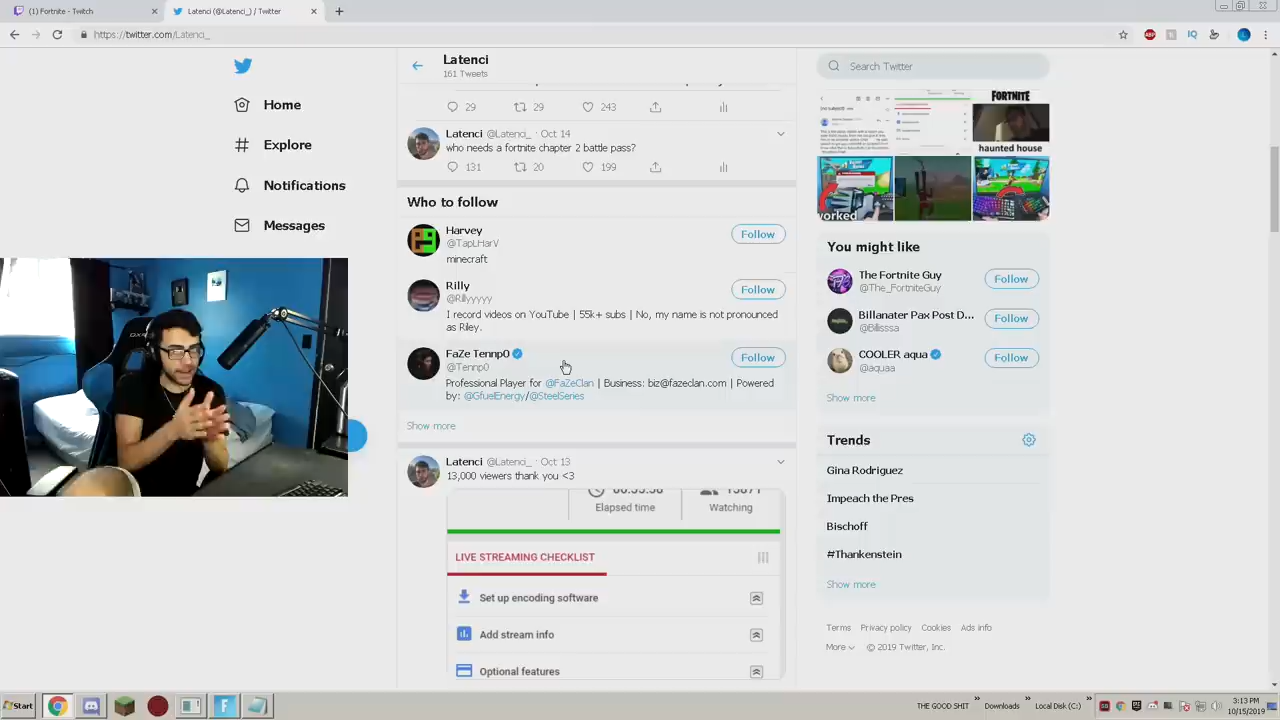 (1) Fortnite - Twitch
Latenci (@Latenci_) / Twitter
https://twitter.com/Latenci_
Home
Explore
Notifications
Messages
Latenci
161 Tweets
29 29 243
Latenci @Latenci_ · Oct 14
who needs a fortnite chapter 2 battle pass?
131 20 199
Who to follow
Harvey
@TapLHarV
minecraft
Follow
Rilly
@Rillyyyyy
I record videos on YouTube | 55k+ subs | No, my name is not pronounced
as Riley.
Follow
FaZe Tennp0
@Tennp0
Professional Player for @FaZeClan | Business: biz@fazeclan.com | Powered
by: @GfuelEnergy/@SteelSeries
Follow
Show more
Latenci @Latenci_ · Oct 13
13,000 viewers thank you <3
Elapsed time
Watching
LIVE STREAMING CHECKLIST
Set up encoding software
Add stream info
Optional features
Search Twitter
FORTNITE
haunted house
worked
You might like
The Fortnite Guy
@The_FortniteGuy
Follow
Billanater Pax Post D...
@Billsssa
Follow
COOLER aqua
@aquaa
Follow
Show more
Trends
Gina Rodriguez
Impeach the Pres
Bischoff
#Thankenstein
Show more
Terms Privacy policy Cookies Ads info
More © 2019 Twitter, Inc.
Start
THE GOOD SHIT
Downloads
Local Disk (C:)
3:13 PM
10/15/2019